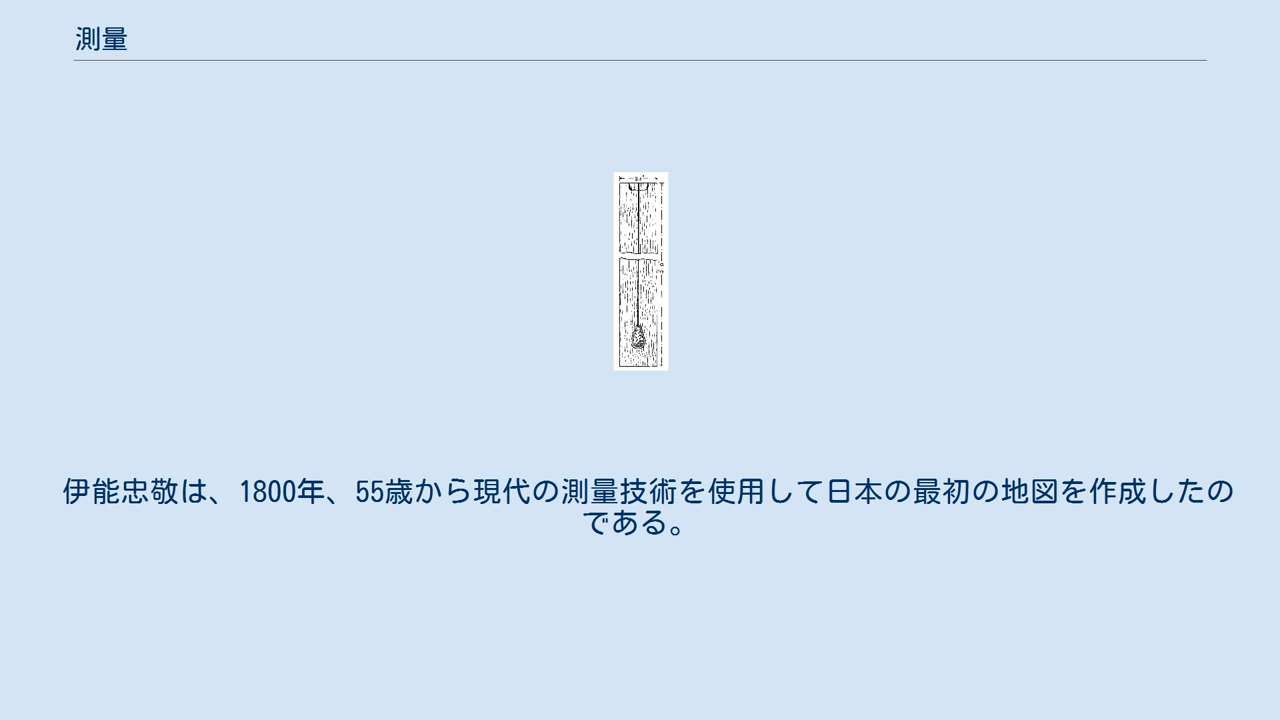 測量
伊能忠敬は、1800年、55歳から現代の測量技術を使用して日本の最初の地図を作成したの
である。